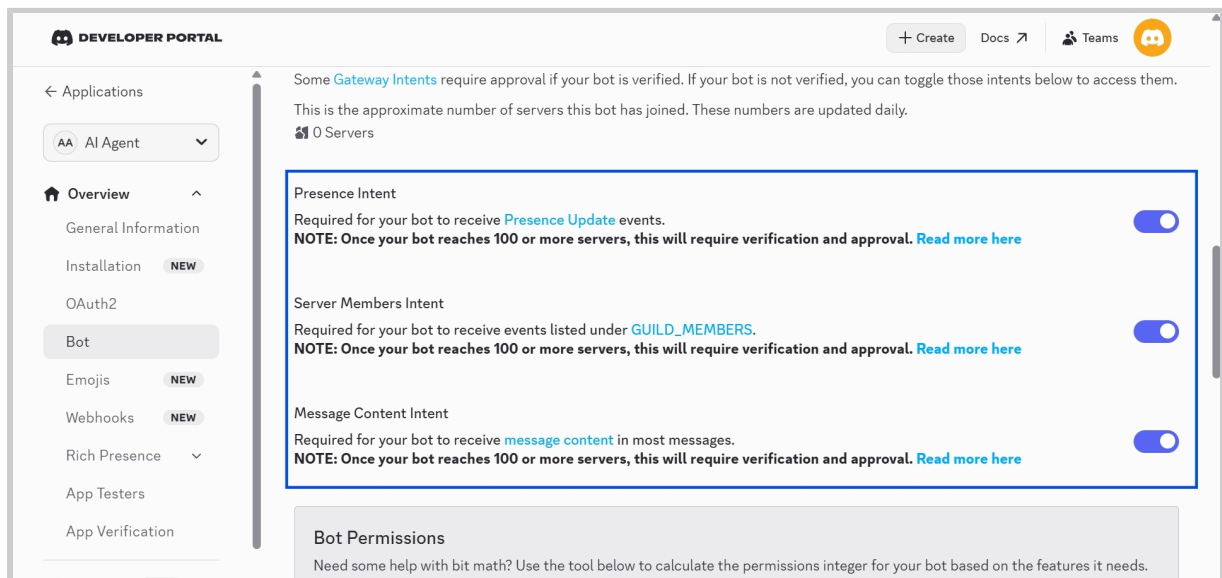 DEVELOPER PORTAL
Create
Docs
Teams
Applications
AA AI Agent
Overview
General Information
Installation NEW
OAuth2
Bot
Emojis NEW
Webhooks NEW
Rich Presence
App Testers
App Verification
Some Gateway Intents require approval if your bot is verified. If your bot is not verified, you can toggle those intents below to access them.
This is the approximate number of servers this bot has joined. These numbers are updated daily.
0 Servers
Presence Intent
Required for your bot to receive Presence Update events.
NOTE: Once your bot reaches 100 or more servers, this will require verification and approval. Read more here
Server Members Intent
Required for your bot to receive events listed under GUILD_MEMBERS.
NOTE: Once your bot reaches 100 or more servers, this will require verification and approval. Read more here
Message Content Intent
Required for your bot to receive message content in most messages.
NOTE: Once your bot reaches 100 or more servers, this will require verification and approval. Read more here
Bot Permissions
Need some help with bit math? Use the tool below to calculate the permissions integer for your bot based on the features it needs.